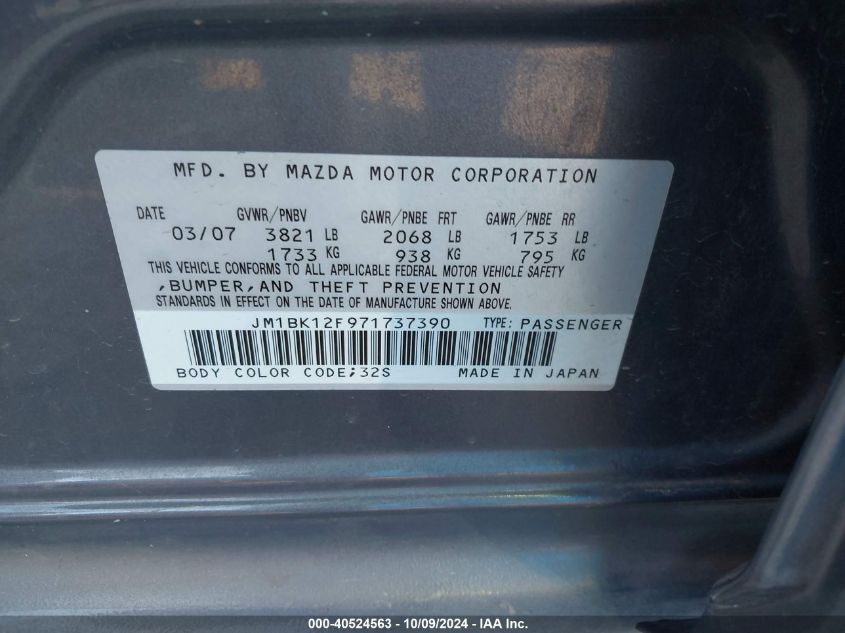 MFD. BY MAZDA MOTOR CORPORATION
DATE GVWR/PNBV GAWR/PNBE FRT GAWR/PNBE RR
03/07 3821 LB 2068 LB 1753 LB
1733 KG 938 KG 795 KG
THIS VEHICLE CONFORMS TO ALL APPLICABLE FEDERAL MOTOR VEHICLE SAFETY
,BUMPER,AND THEFT PREVENTION
STANDARDS IN EFFECT ON THE DATE OF MANUFACTURE SHOWN ABOVE.
JM1BK12F971737390 TYPE: PASSENGER
BODY COLOR CODE;32S MADE IN JAPAN
000-40524563 - 10/09/2024 - IAA Inc.